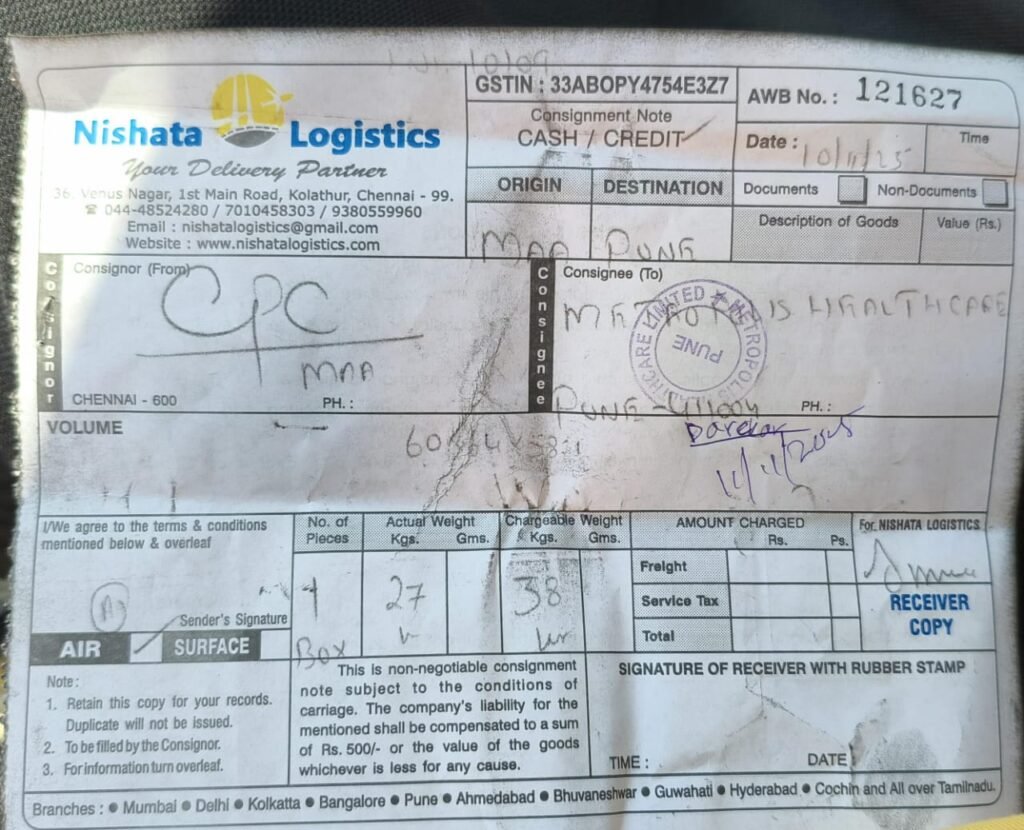 Nishata Logistics
Your Delivery Partner
36, Venus Nagar, 1st Main Road, Kolathur, Chennai - 99.
☎ 044-48524280 / 7010458303 / 9380559960
Email : nishatalogistics@gmail.com
Website : www.nishatalogistics.com
GSTIN : 33ABOPY4754E3Z7
Consignment Note
CASH / CREDIT
AWB No. : 121627
Date : 10/11/25
Time
ORIGIN DESTINATION
MAA PUNE
Documents Non-Documents
Description of Goods Value (Rs.)
Consignor
Consignor (From)
CPC
MAA
CHENNAI - 600 PH. :
Consignee
Consignee (To)
METROPOLIS HEALTHCARE
METROPOLIS HEALTHCARE LIMITED
PUNE
PUNE - 411004 PH. :
Darekar
11/11/2025
VOLUME
I/We agree to the terms & conditions
mentioned below & overleaf
Sender's Signature
AIR SURFACE
No. of
Pieces
1
Box
Actual Weight
Kgs. Gms.
27
Chargeable Weight
Kgs. Gms.
38
AMOUNT CHARGED
Rs. Ps.
Freight
Service Tax
Total
For. NISHATA LOGISTICS
RECEIVER
COPY
Note :
1. Retain this copy for your records.
Duplicate will not be issued.
2. To be filled by the Consignor.
3. For information turn overleaf.
This is non-negotiable consignment
note subject to the conditions of
carriage. The company's liability for the
mentioned shall be compensated to a sum
of Rs. 500/- or the value of the goods
whichever is less for any cause.
SIGNATURE OF RECEIVER WITH RUBBER STAMP
TIME : DATE :
Branches : ● Mumbai ● Delhi ● Kolkatta ● Bangalore ● Pune ● Ahmedabad ● Bhuvaneshwar ● Guwahati ● Hyderabad ● Cochin and All over Tamilnadu.